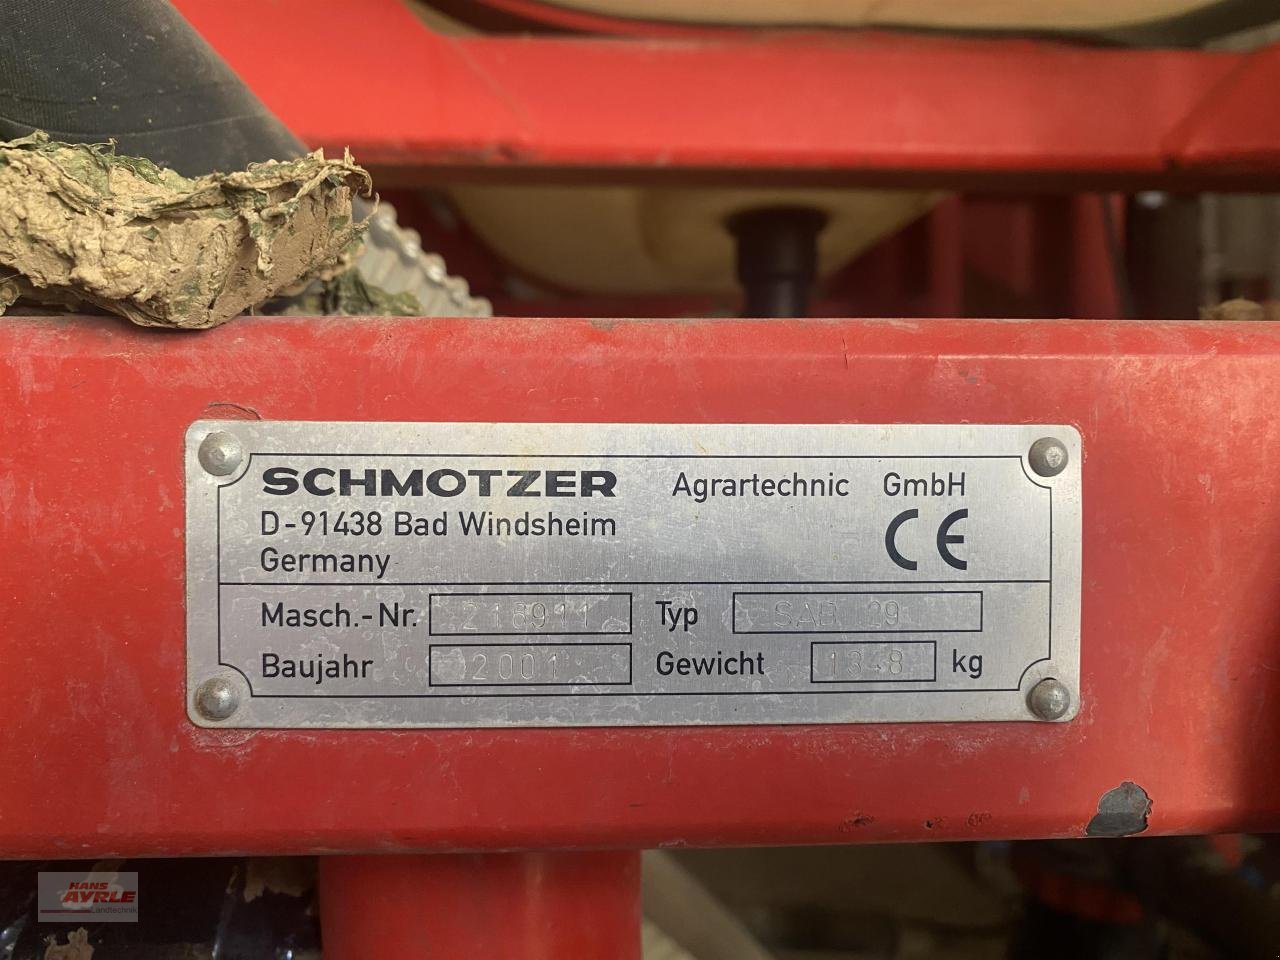 SCHMOTZER Agrartechnic GmbH
D-91438 Bad Windsheim
Germany
CE
Masch.-Nr. 218911 Typ SAB 29
Baujahr 2001 Gewicht 1348 kg
HANS
AYRLE
Landtechnik